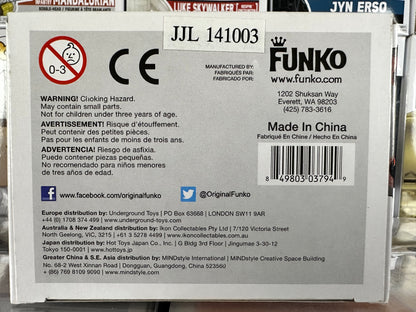 MANDALORIAN
LUKE SKYWALKER
JYN ERSO
JJL 141003
0-3
CE
MANUFACTURED BY:
FABRIQUÉS PAR:
FABRICADO POR:
FUNKO
www.funko.com
1202 Shuksan Way
Everett, WA 98203
(425) 783-3616
WARNING! Choking Hazard.
May contain small parts.
Not for children under three years of age.
AVERTISSEMENT! Risque d'étouffement.
Peut contenir des petites pièces.
Pas pour les enfants de moins de trois ans.
ADVERTENCIA! Riesgo de asfixia.
Puede contener partes pequeñas.
No recomendado para niños menores
de tres años de edad.
Made In China
Fabriqué En Chine / Hecho En China
8 49803 03794 9
www.facebook.com/originalfunko
@OriginalFunko
Europe distribution by: Underground Toys | PO Box 63668 | LONDON SW11 9AR
+44 (0) 1708 374 499 | www.undergroundtoys.com
Australia & New Zealand distribution by: Ikon Collectables Pty Ltd / 7/120 Victoria
North Geelong, VIC, 3215 | +61 3 5278 4499 | www.ikoncollectables.com.au
Japan distribution by: Hot Toys Japan Co., Inc. | Q Bldg 3rd Floor | Jingumae 3-30-12
Tokyo 150-0001 | www.hottoys.jp
Greater China & S.E. Asia distribution by: MINDstyle International | MINDstyle Creative Space Building
No. 68-2 West Xinnan Road | Dongguan, Guangdong, China, 52356U
+ (86) 769 8109 9090 | www.mindstyle.com